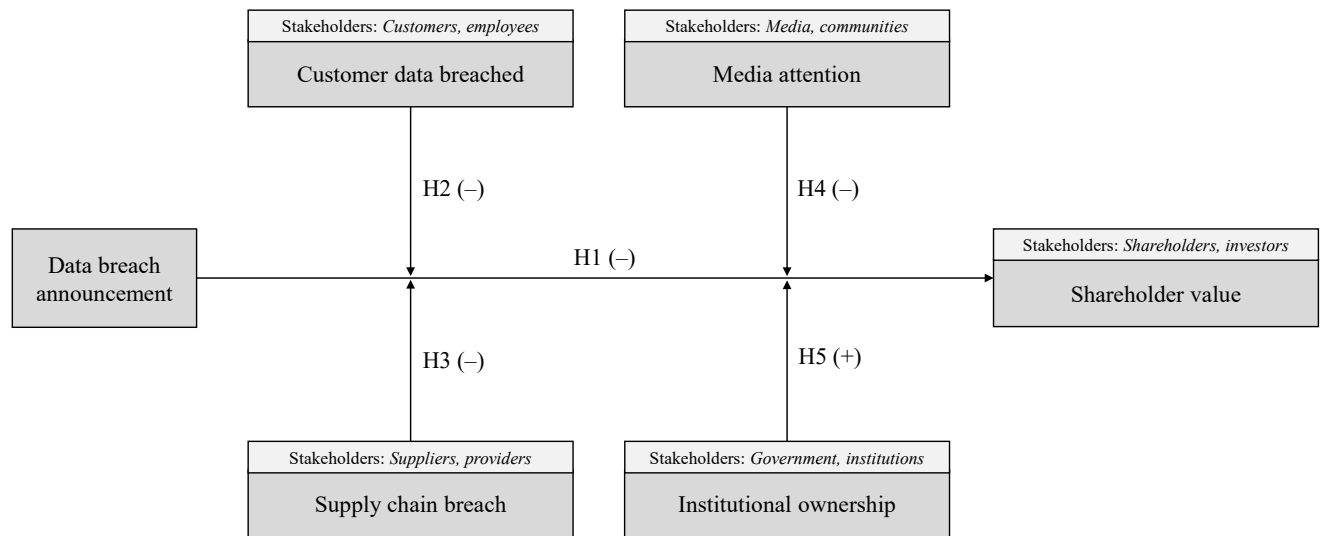 Stakeholders: Customers, employees
Customer data breached
Stakeholders: Media, communities
Media attention
H2 (–)
H4 (–)
Data breach
announcement
H1 (–)
Stakeholders: Shareholders, investors
Shareholder value
H3 (–)
H5 (+)
Stakeholders: Suppliers, providers
Supply chain breach
Stakeholders: Government, institutions
Institutional ownership